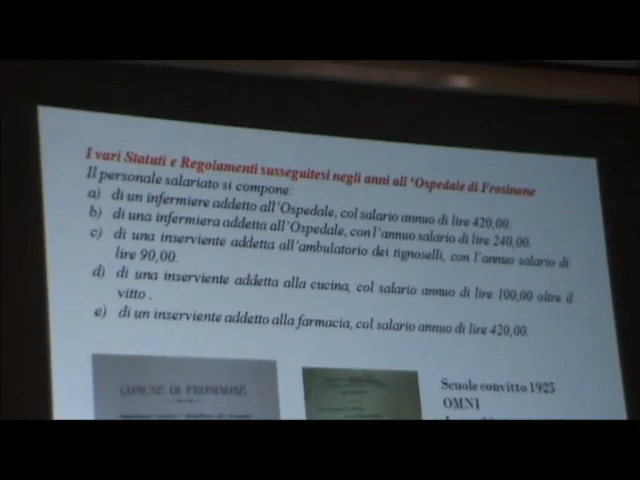 I vari Statuti e Regolamenti susseguitesi negli anni all 'Ospedale di Frosinone
Il personale salariato si compone:
a) di un infermiere addetto all'Ospedale, col salario annuo di lire 420,00.
b) di una infermiera addetta all'Ospedale, con l'annuo salario di lire 240,00.
c) di una inserviente addetta all'ambulatorio dei tignoselli, con l'annuo salario di
lire 90,00.
d) di una inserviente addetta alla cucina, col salario annuo di lire 100,00 oltre il
vitto .
e) di un inserviente addetto alla farmacia, col salario annuo di lire 420,00.
COMUNE DI FROSINONE
Scuole convitto 1925
OMNI